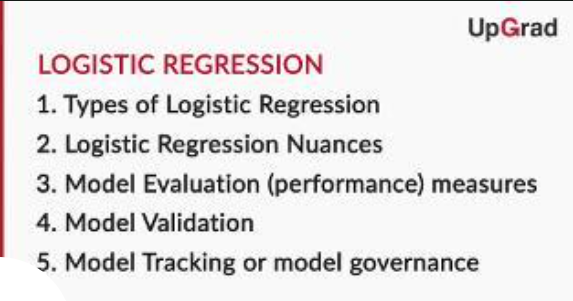 UpGrad
LOGISTIC REGRESSION
1. Types of Logistic Regression
2. Logistic Regression Nuances
3. Model Evaluation (performance) measures
4. Model Validation
5. Model Tracking or model governance